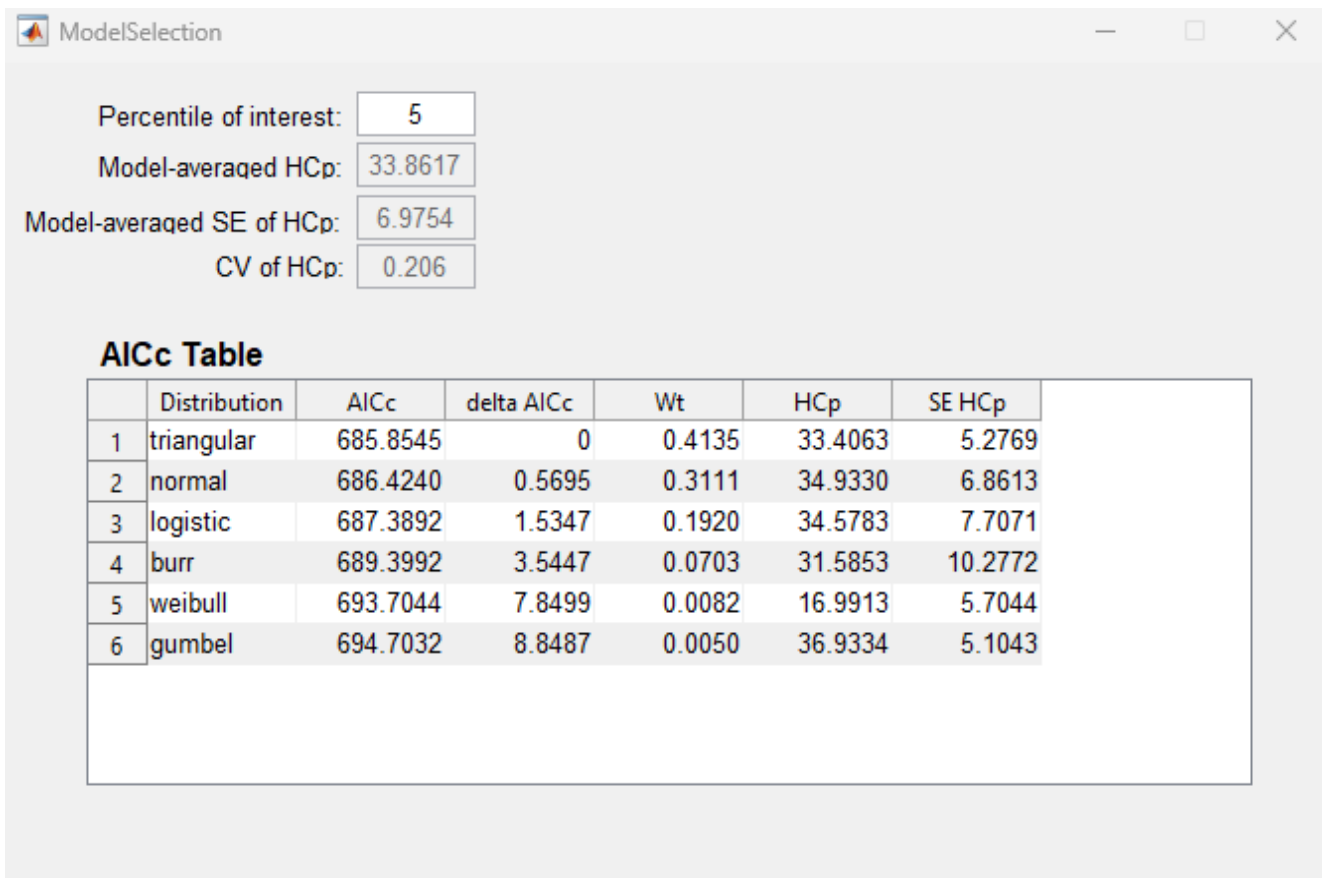 ModelSelection
Percentile of interest: 5
Model-averaged HCp: 33.8617
Model-averaged SE of HCp: 6.9754
CV of HCp: 0.206
AICc Table
Distribution AICc delta AICc Wt HCp SE HCp
1 triangular 685.8545 0 0.4135 33.4063 5.2769
2 normal 686.4240 0.5695 0.3111 34.9330 6.8613
3 logistic 687.3892 1.5347 0.1920 34.5783 7.7071
4 burr 689.3992 3.5447 0.0703 31.5853 10.2772
5 weibull 693.7044 7.8499 0.0082 16.9913 5.7044
6 gumbel 694.7032 8.8487 0.0050 36.9334 5.1043